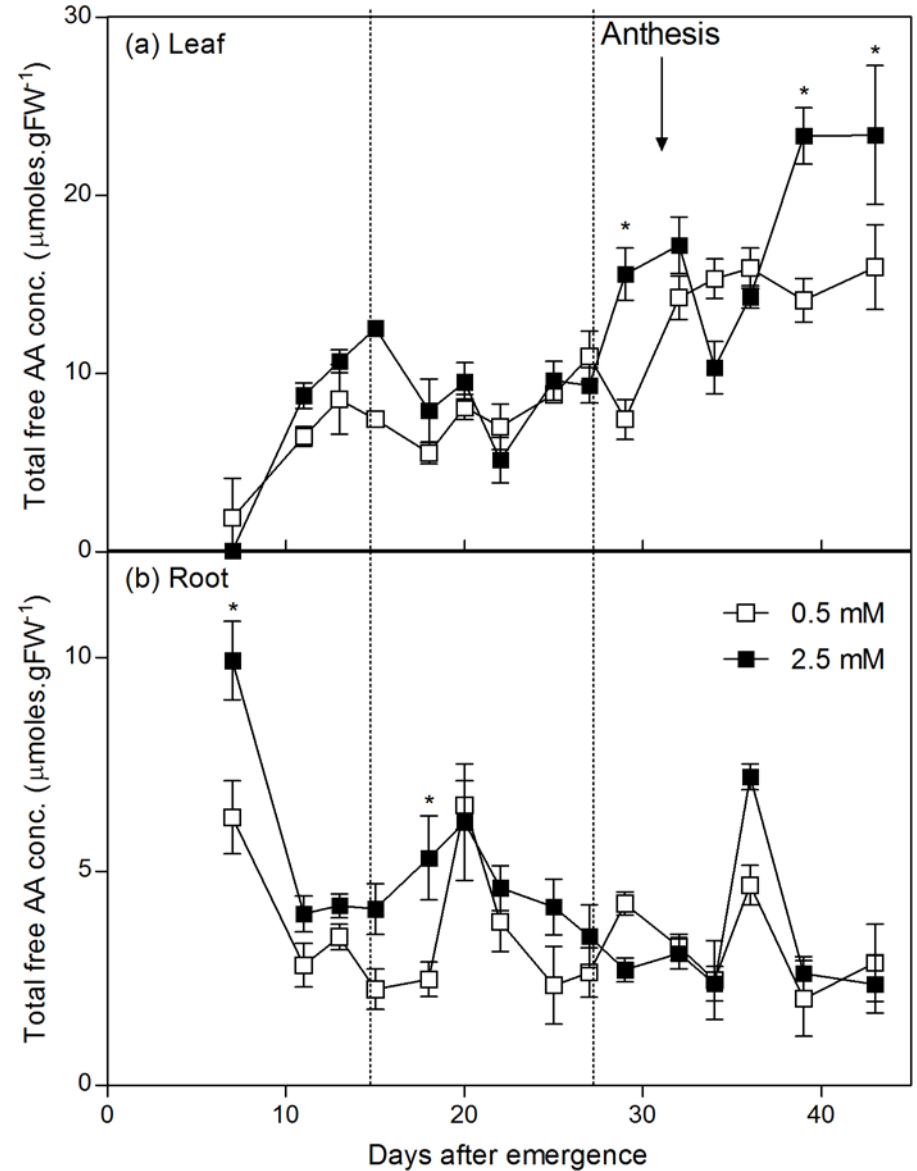 30
(a) Leaf
Anthesis
*
*
*
20
10
0
Total free AA conc. (μmoles.gFW⁻¹)
(b) Root
*
*
0.5 mM
2.5 mM
10
5
0
Total free AA conc. (μmoles.gFW⁻¹)
0 10 20 30 40
Days after emergence